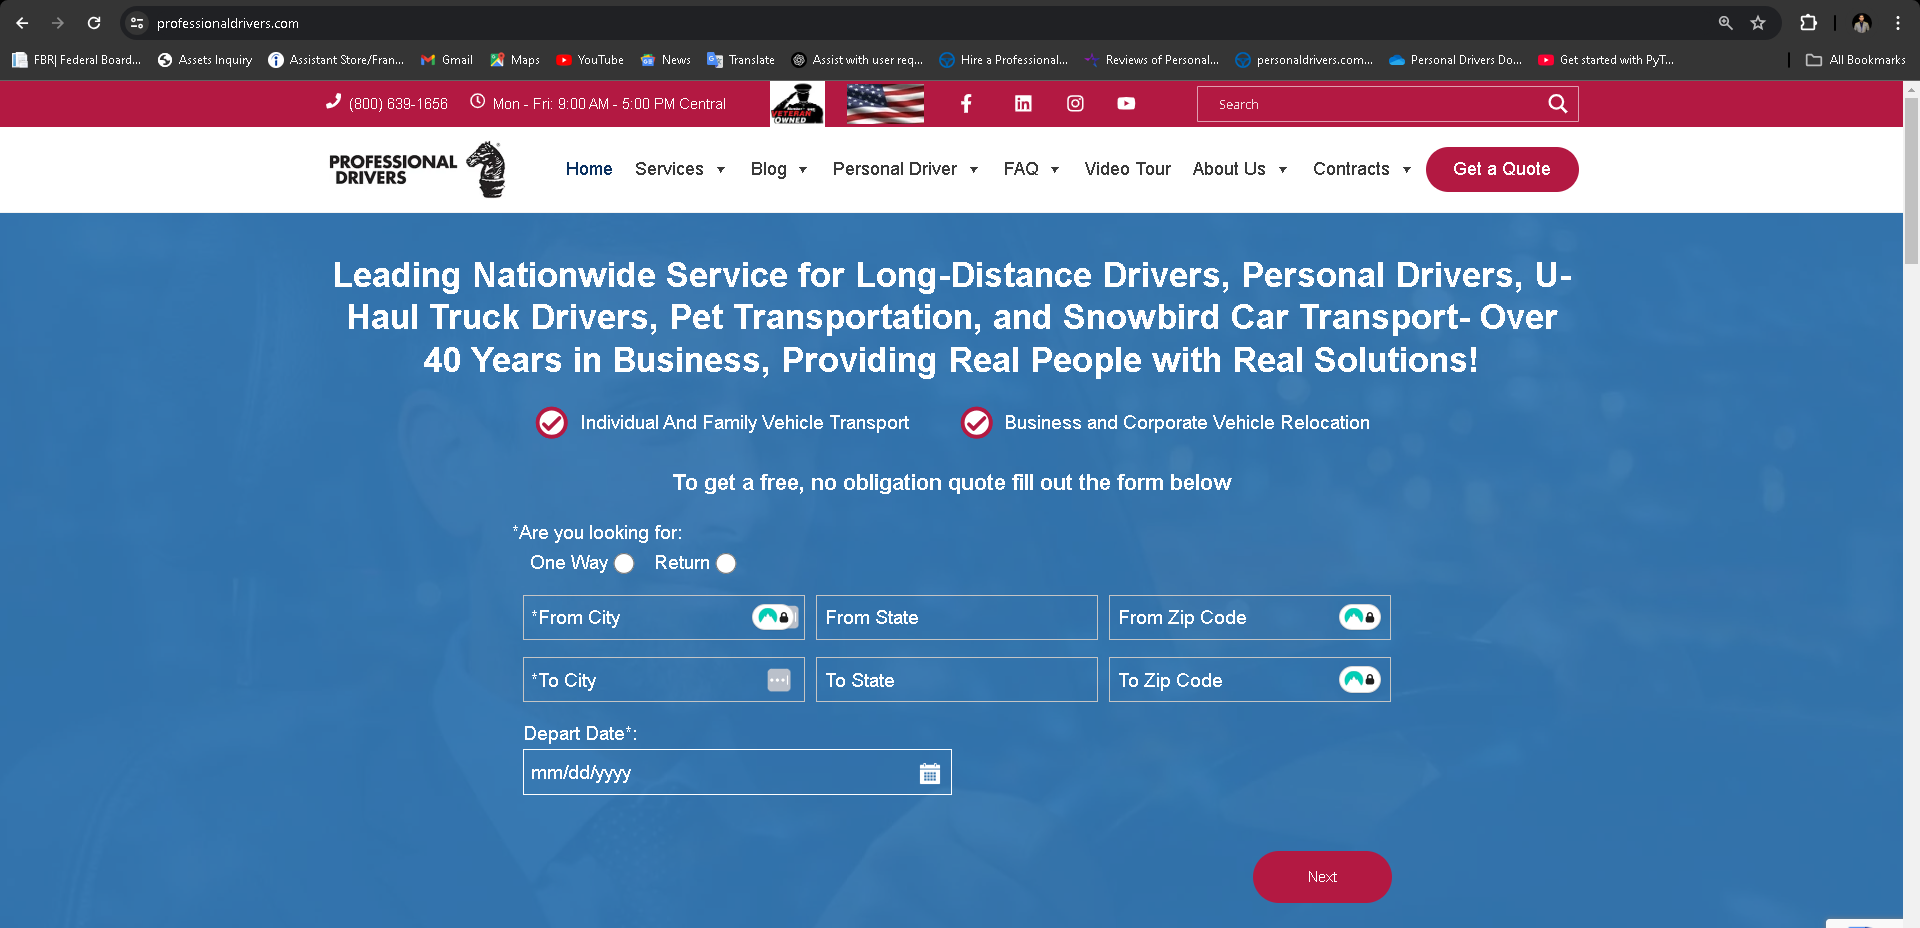 professionaldrivers.com
FBR| Federal Board... Assets Inquiry Assistant Store/Fran... Gmail Maps YouTube News Translate Assist with user req... Hire a Professional... Reviews of Personal... personaldrivers.com... Personal Drivers Do... Get started with PyT... All Bookmarks
(800) 639-1656 Mon - Fri: 9:00 AM - 5:00 PM Central VETERAN OWNED Search
PROFESSIONAL
DRIVERS
Home Services Blog Personal Driver FAQ Video Tour About Us Contracts Get a Quote
Leading Nationwide Service for Long-Distance Drivers, Personal Drivers, U-
Haul Truck Drivers, Pet Transportation, and Snowbird Car Transport- Over
40 Years in Business, Providing Real People with Real Solutions!
Individual And Family Vehicle Transport Business and Corporate Vehicle Relocation
To get a free, no obligation quote fill out the form below
*Are you looking for:
One Way Return
*From City From State From Zip Code
*To City To State To Zip Code
Depart Date*:
mm/dd/yyyy
Next